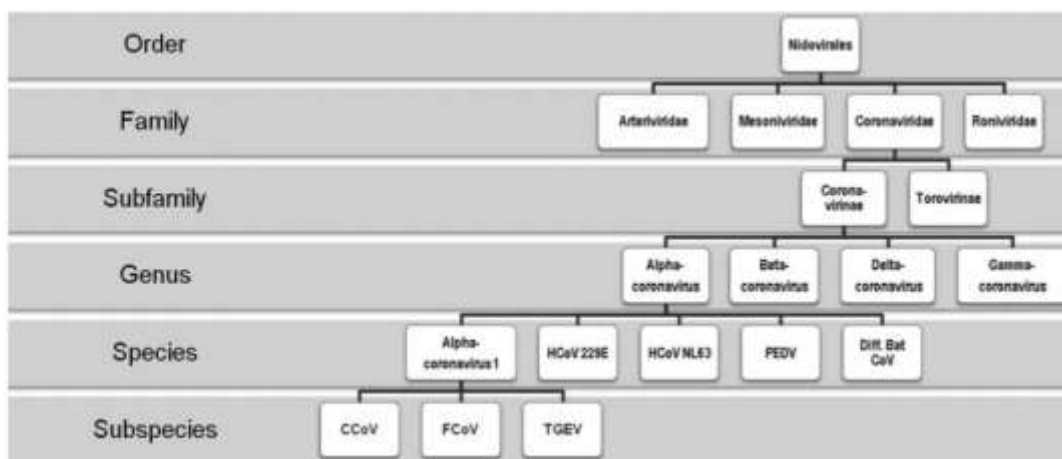 Order
Nidovirales
Family
Arteriviridae
Mesoniviridae
Coronaviridae
Roniviridae
Subfamily
Corona-
virinae
Torovirinae
Genus
Alpha-
coronavirus
Beta-
coronavirus
Delta-
coronavirus
Gamma-
coronavirus
Species
Alpha-
coronavirus 1
HCoV 229E
HCoV NL63
PEDV
Diff. Bat
CoV
Subspecies
CCoV
FCoV
TGEV